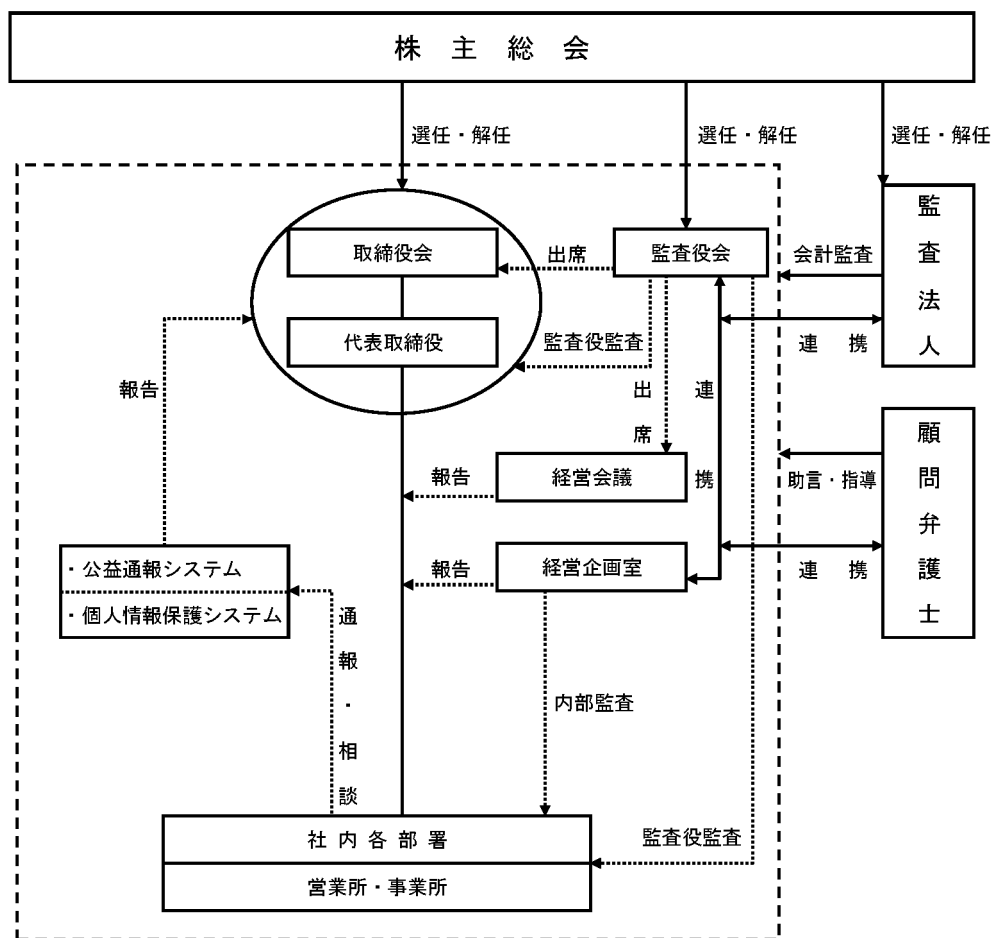 株主総会
選任・解任
選任・解任
選任・解任
監査法人
取締役会
出席
監査役会
会計監査
代表取締役
監査役監査
連携
報告
出席
連携
顧問弁護士
経営会議
報告
助言・指導
経営企画室
報告
連携
・公益通報システム
・個人情報保護システム
通報・相談
内部監査
社内各部署
監査役監査
営業所・事業所